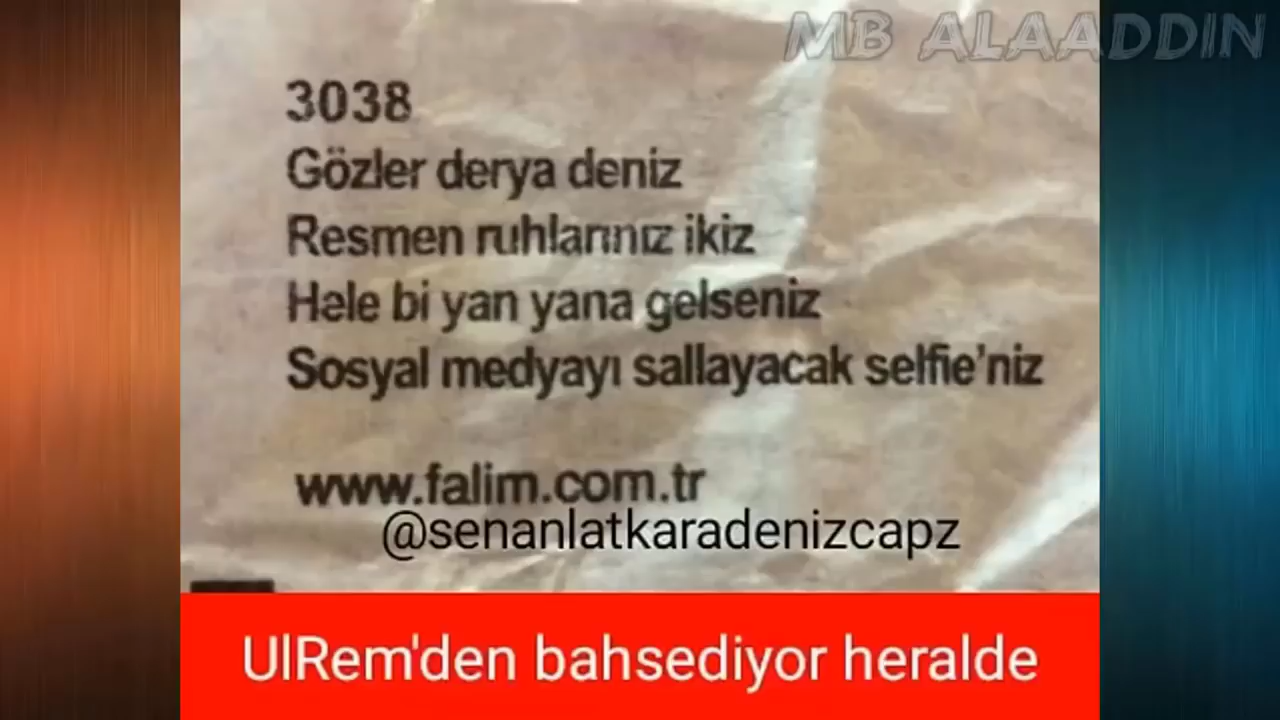 MB ALAADDIN
3038
Gözler derya deniz
Resmen ruhlarınız ikiz
Hele bi yan yana gelseniz
Sosyal medyayı sallayacak selfie'niz
www.falim.com.tr
@senanlatkaradenizcapz
UlRem'den bahsediyor heralde